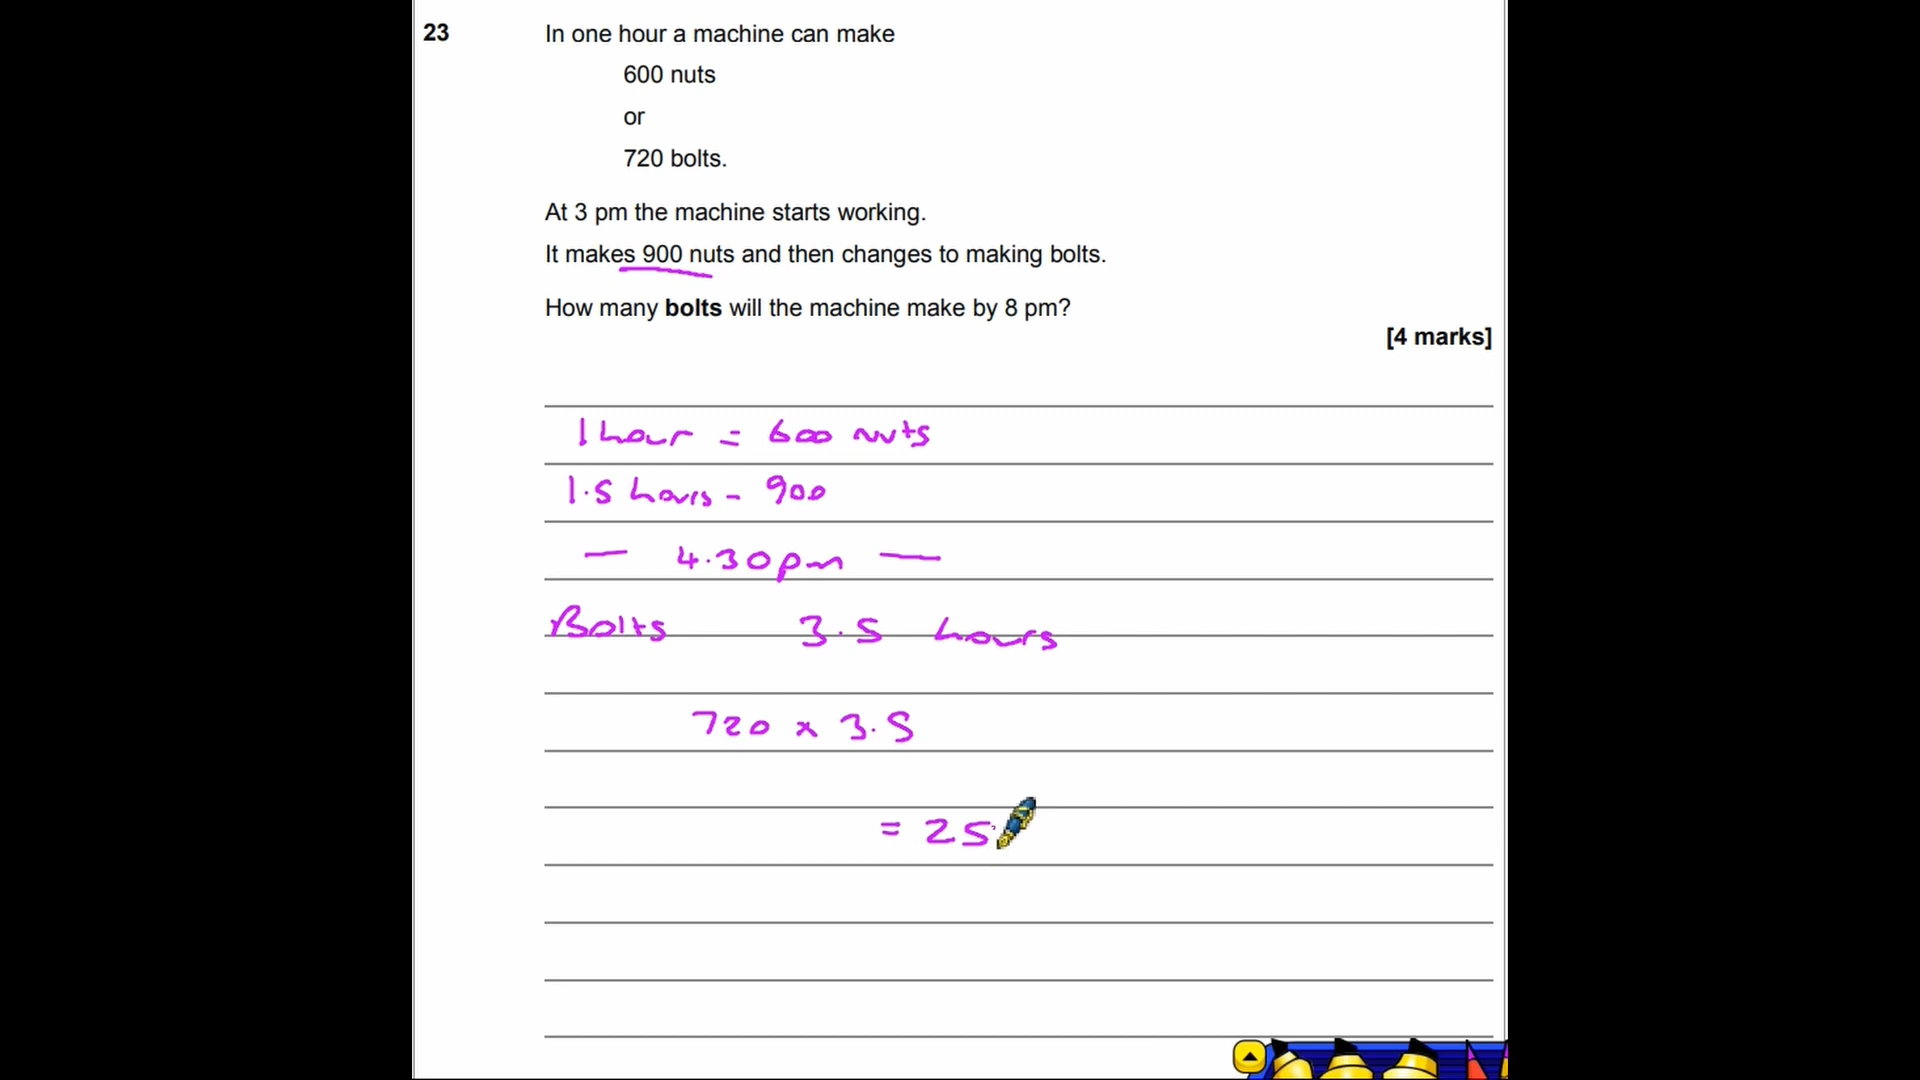 23 In one hour a machine can make
600 nuts
or
720 bolts.
At 3 pm the machine starts working.
It makes 900 nuts and then changes to making bolts.
How many bolts will the machine make by 8 pm?
[4 marks]
1 hour = 600 nuts
1.5 hours - 900
— 4.30pm —
Bolts 3.5 hours
720 x 3.5
= 25